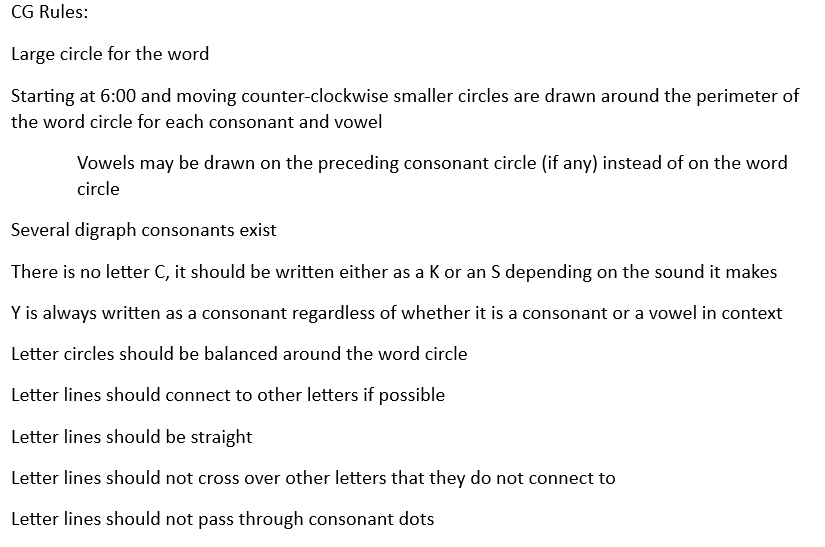 CG Rules:
Large circle for the word
Starting at 6:00 and moving counter-clockwise smaller circles are drawn around the perimeter of
the word circle for each consonant and vowel
Vowels may be drawn on the preceding consonant circle (if any) instead of on the word
circle
Several digraph consonants exist
There is no letter C, it should be written either as a K or an S depending on the sound it makes
Y is always written as a consonant regardless of whether it is a consonant or a vowel in context
Letter circles should be balanced around the word circle
Letter lines should connect to other letters if possible
Letter lines should be straight
Letter lines should not cross over other letters that they do not connect to
Letter lines should not pass through consonant dots